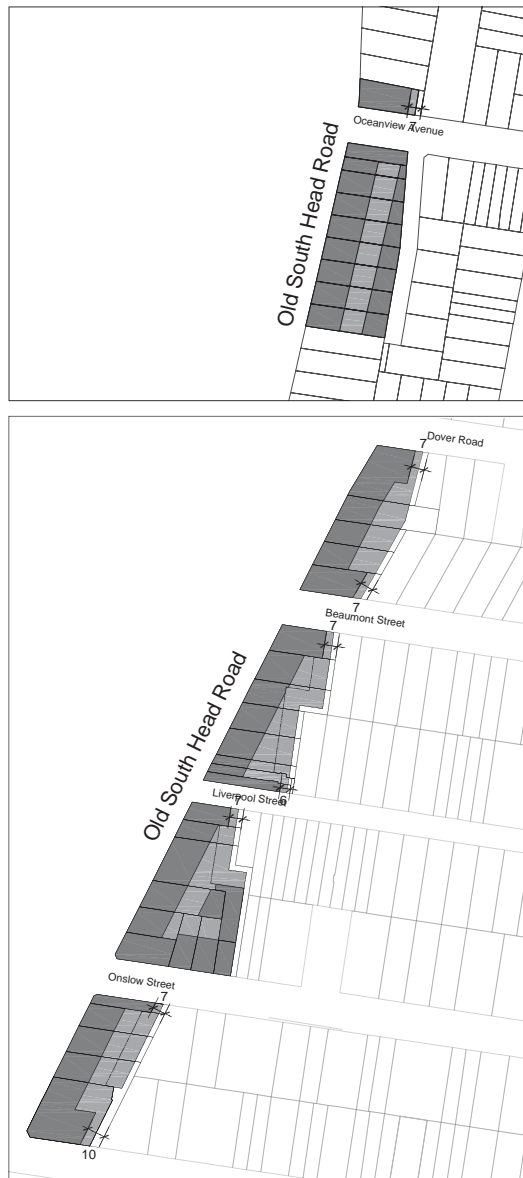 Oceanview Avenue
7
Old South Head Road
Dover Road
7
7
Beaumont Street
7
Old South Head Road
Liverpool Street
7
6
Onslow Street
7
10